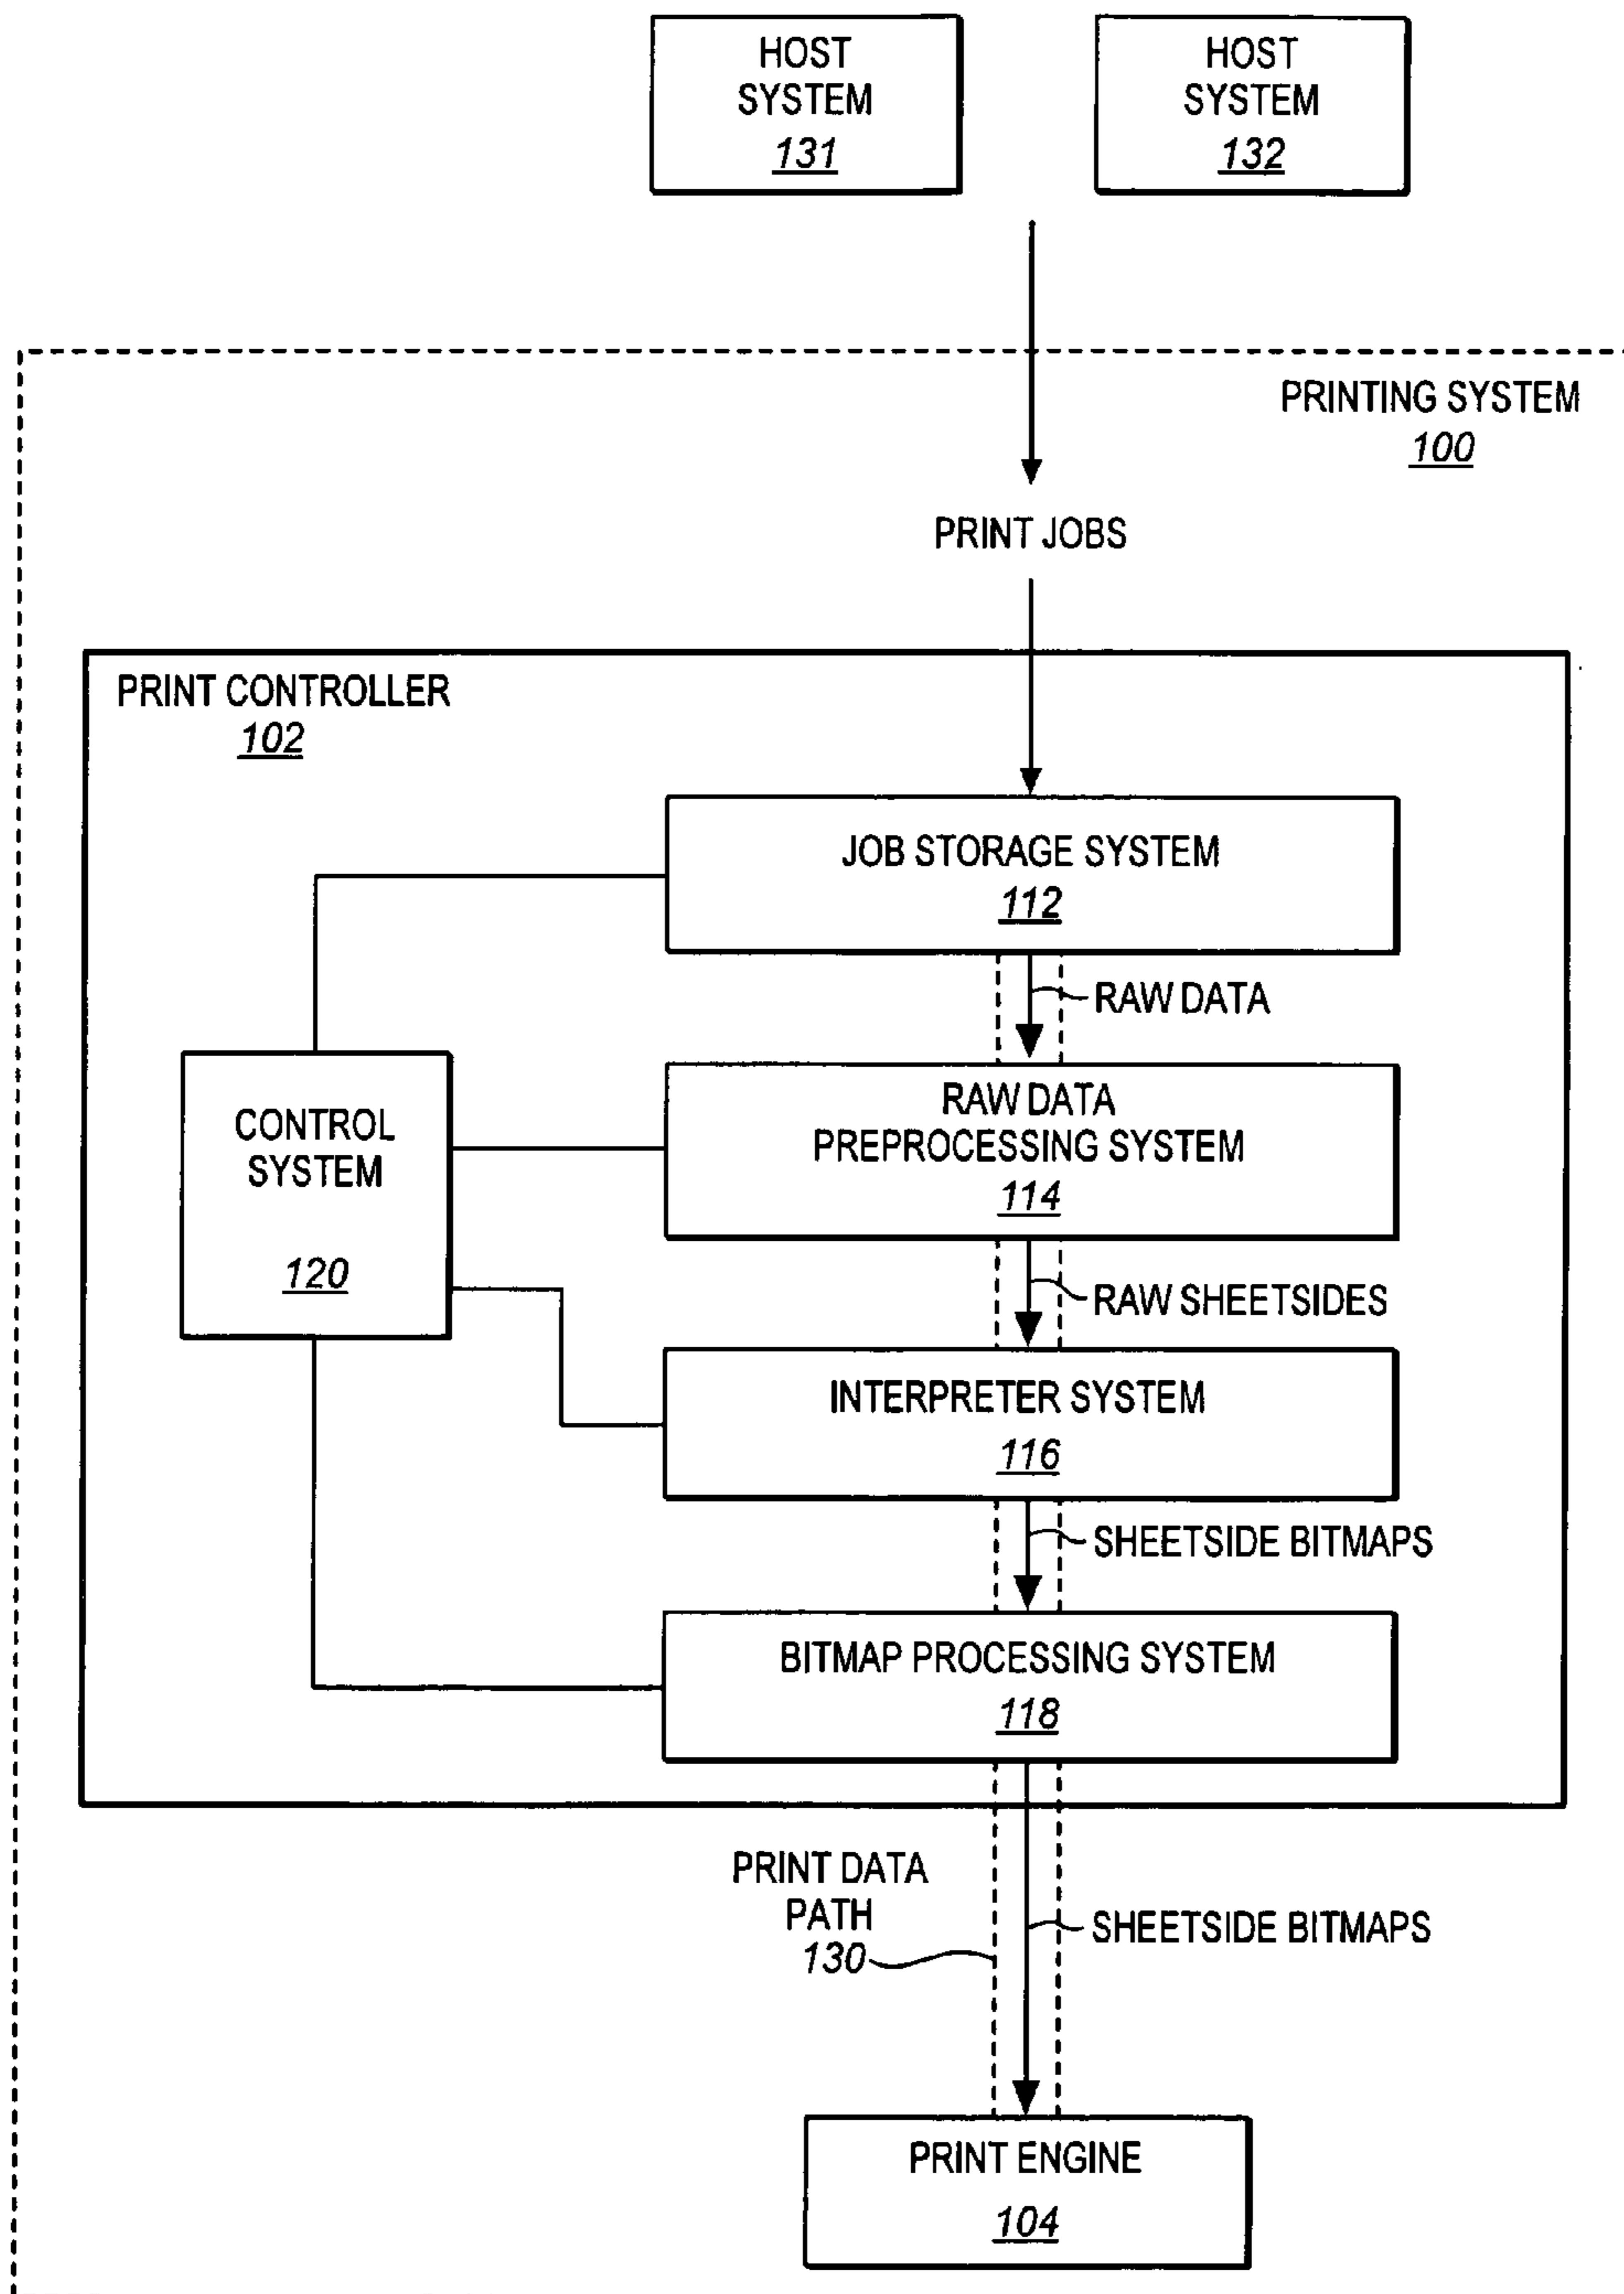 HOST
SYSTEM
131
HOST
SYSTEM
132
PRINTING SYSTEM
100
PRINT JOBS
PRINT CONTROLLER
102
JOB STORAGE SYSTEM
112
RAW DATA
CONTROL
SYSTEM
120
RAW DATA
PREPROCESSING SYSTEM
114
RAW SHEETSIDES
INTERPRETER SYSTEM
116
SHEETSIDE BITMAPS
BITMAP PROCESSING SYSTEM
118
PRINT DATA
PATH
130
SHEETSIDE BITMAPS
PRINT ENGINE
104